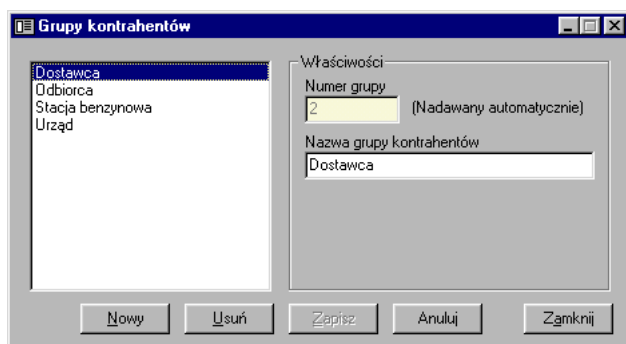 Grupy kontrahentów
Dostawca
Odbiorca
Stacja benzynowa
Urząd
Właściwości
Numer grupy
2 (Nadawany automatycznie)
Nazwa grupy kontrahentów
Dostawca
Nowy Usuń Zapisz Anuluj Zamknij